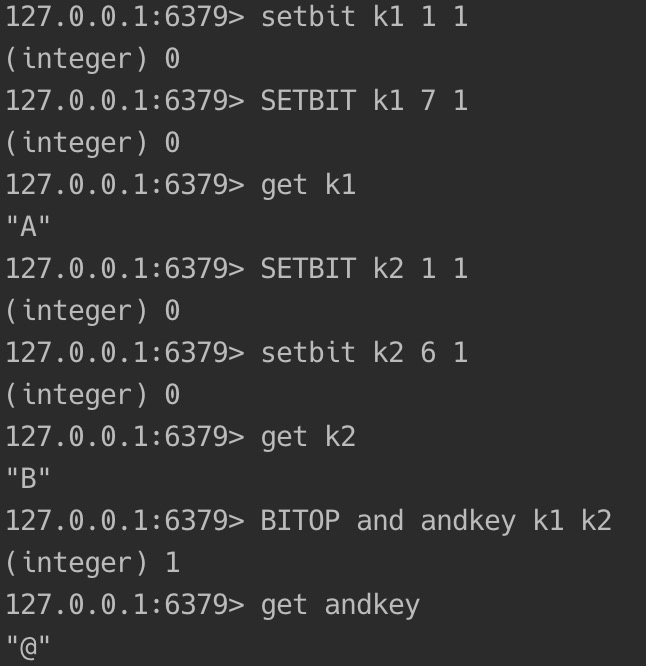 127.0.0.1:6379> setbit k1 1 1
(integer) 0
127.0.0.1:6379> SETBIT k1 7 1
(integer) 0
127.0.0.1:6379> get k1
"A"
127.0.0.1:6379> SETBIT k2 1 1
(integer) 0
127.0.0.1:6379> setbit k2 6 1
(integer) 0
127.0.0.1:6379> get k2
"B"
127.0.0.1:6379> BITOP and andkey k1 k2
(integer) 1
127.0.0.1:6379> get andkey
"@"